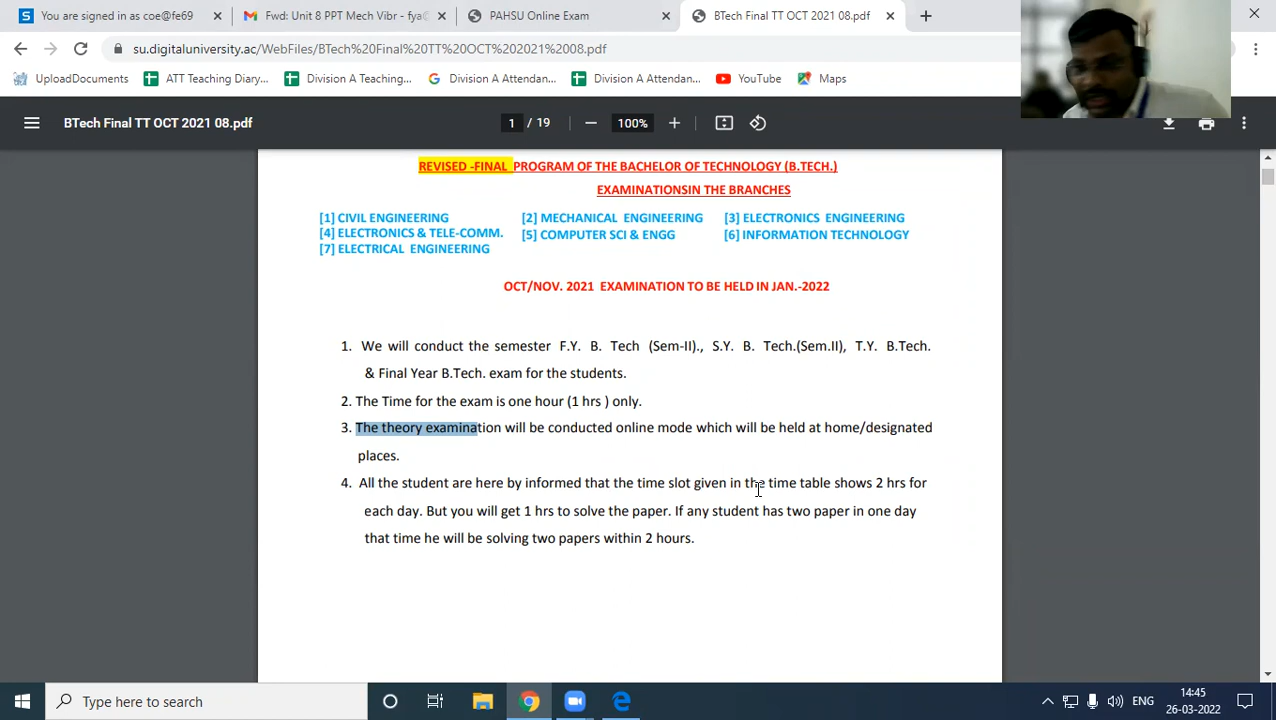 You are signed in as coe@fe69
Fwd: Unit 8 PPT Mech Vibr - fya@
PAHSU Online Exam
BTech Final TT OCT 2021 08.pdf
su.digitaluniversity.ac/WebFiles/BTech%20Final%20TT%20OCT%202021%2008.pdf
UploadDocuments
ATT Teaching Diary...
Division A Teaching...
Division A Attendan...
Division A Attendan...
YouTube
Maps
BTech Final TT OCT 2021 08.pdf
1 / 19
100%
REVISED -FINAL PROGRAM OF THE BACHELOR OF TECHNOLOGY (B.TECH.)
EXAMINATIONSIN THE BRANCHES
[1] CIVIL ENGINEERING [2] MECHANICAL ENGINEERING [3] ELECTRONICS ENGINEERING
[4] ELECTRONICS & TELE-COMM. [5] COMPUTER SCI & ENGG [6] INFORMATION TECHNOLOGY
[7] ELECTRICAL ENGINEERING
OCT/NOV. 2021 EXAMINATION TO BE HELD IN JAN.-2022
1. We will conduct the semester F.Y. B. Tech (Sem-II)., S.Y. B. Tech.(Sem.II), T.Y. B.Tech.
& Final Year B.Tech. exam for the students.
2. The Time for the exam is one hour (1 hrs ) only.
3. The theory examination will be conducted online mode which will be held at home/designated
places.
4. All the student are here by informed that the time slot given in the time table shows 2 hrs for
each day. But you will get 1 hrs to solve the paper. If any student has two paper in one day
that time he will be solving two papers within 2 hours.
Type here to search
ENG
14:45
26-03-2022